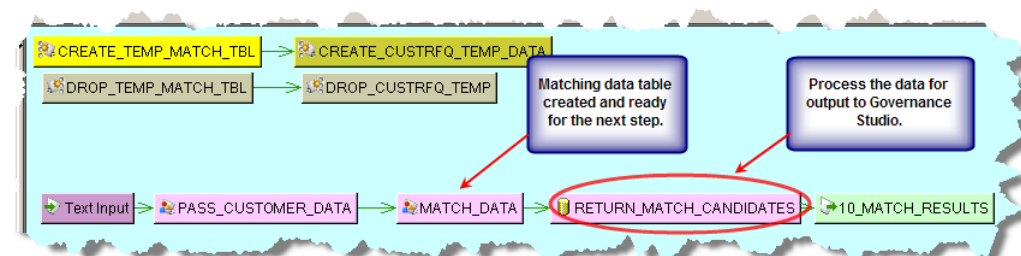 CREATE_TEMP_MATCH_TBL
CREATE_CUSTRFQ_TEMP_DATA
DROP_TEMP_MATCH_TBL
DROP_CUSTRFQ_TEMP
Matching data table
created and ready
for the next step.
Process the data for
output to Governance
Studio.
Text Input
PASS_CUSTOMER_DATA
MATCH_DATA
RETURN_MATCH_CANDIDATES
10_MATCH_RESULTS